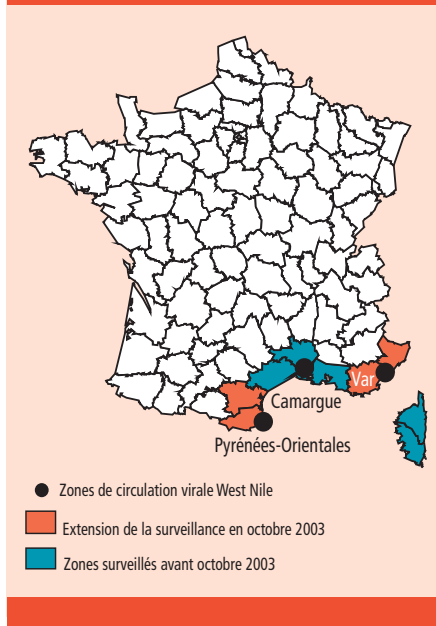 Var
Camargue
Pyrénées-Orientales
Zones de circulation virale West Nile
Extension de la surveillance en octobre 2003
Zones surveillés avant octobre 2003